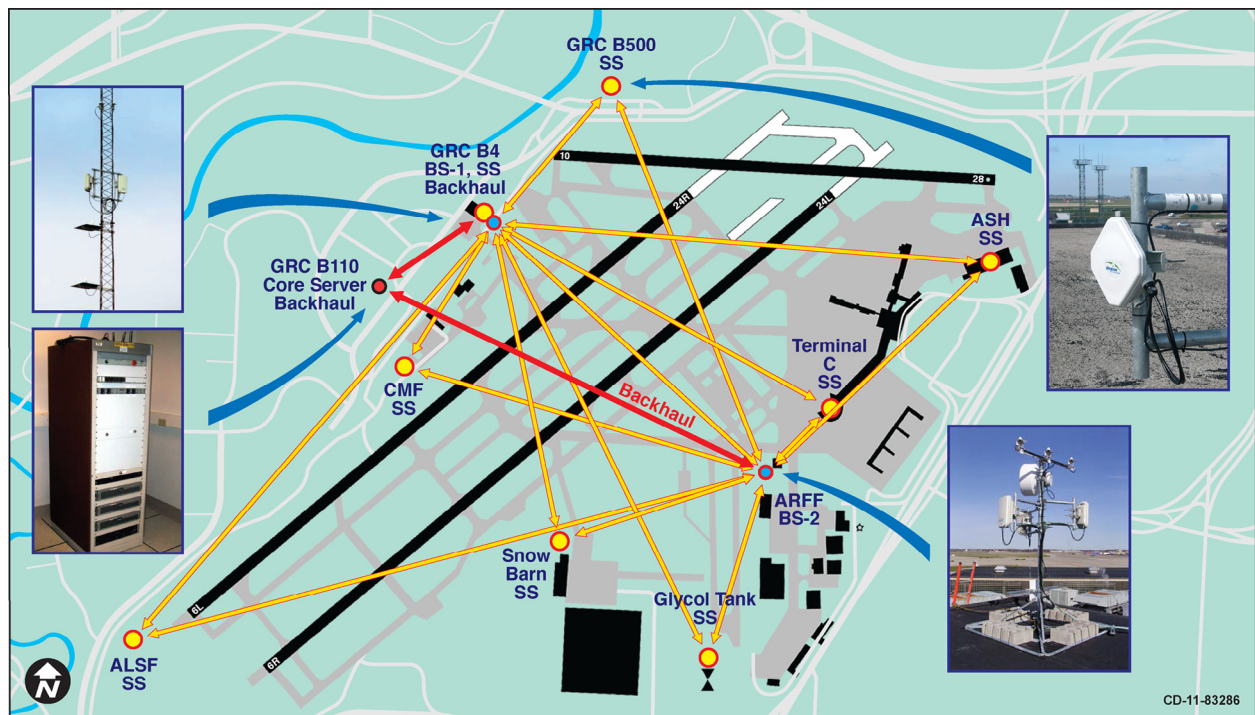 GRC B500
SS
GRC B4
BS-1, SS
Backhaul
10
28
24R
24L
ASH
SS
GRC B110
Core Server
Backhaul
Terminal
C
SS
CMF
SS
Backhaul
ARFF
BS-2
Snow
Barn
SS
Glycol Tank
SS
6L
6R
ALSF
SS
N
CD-11-83286